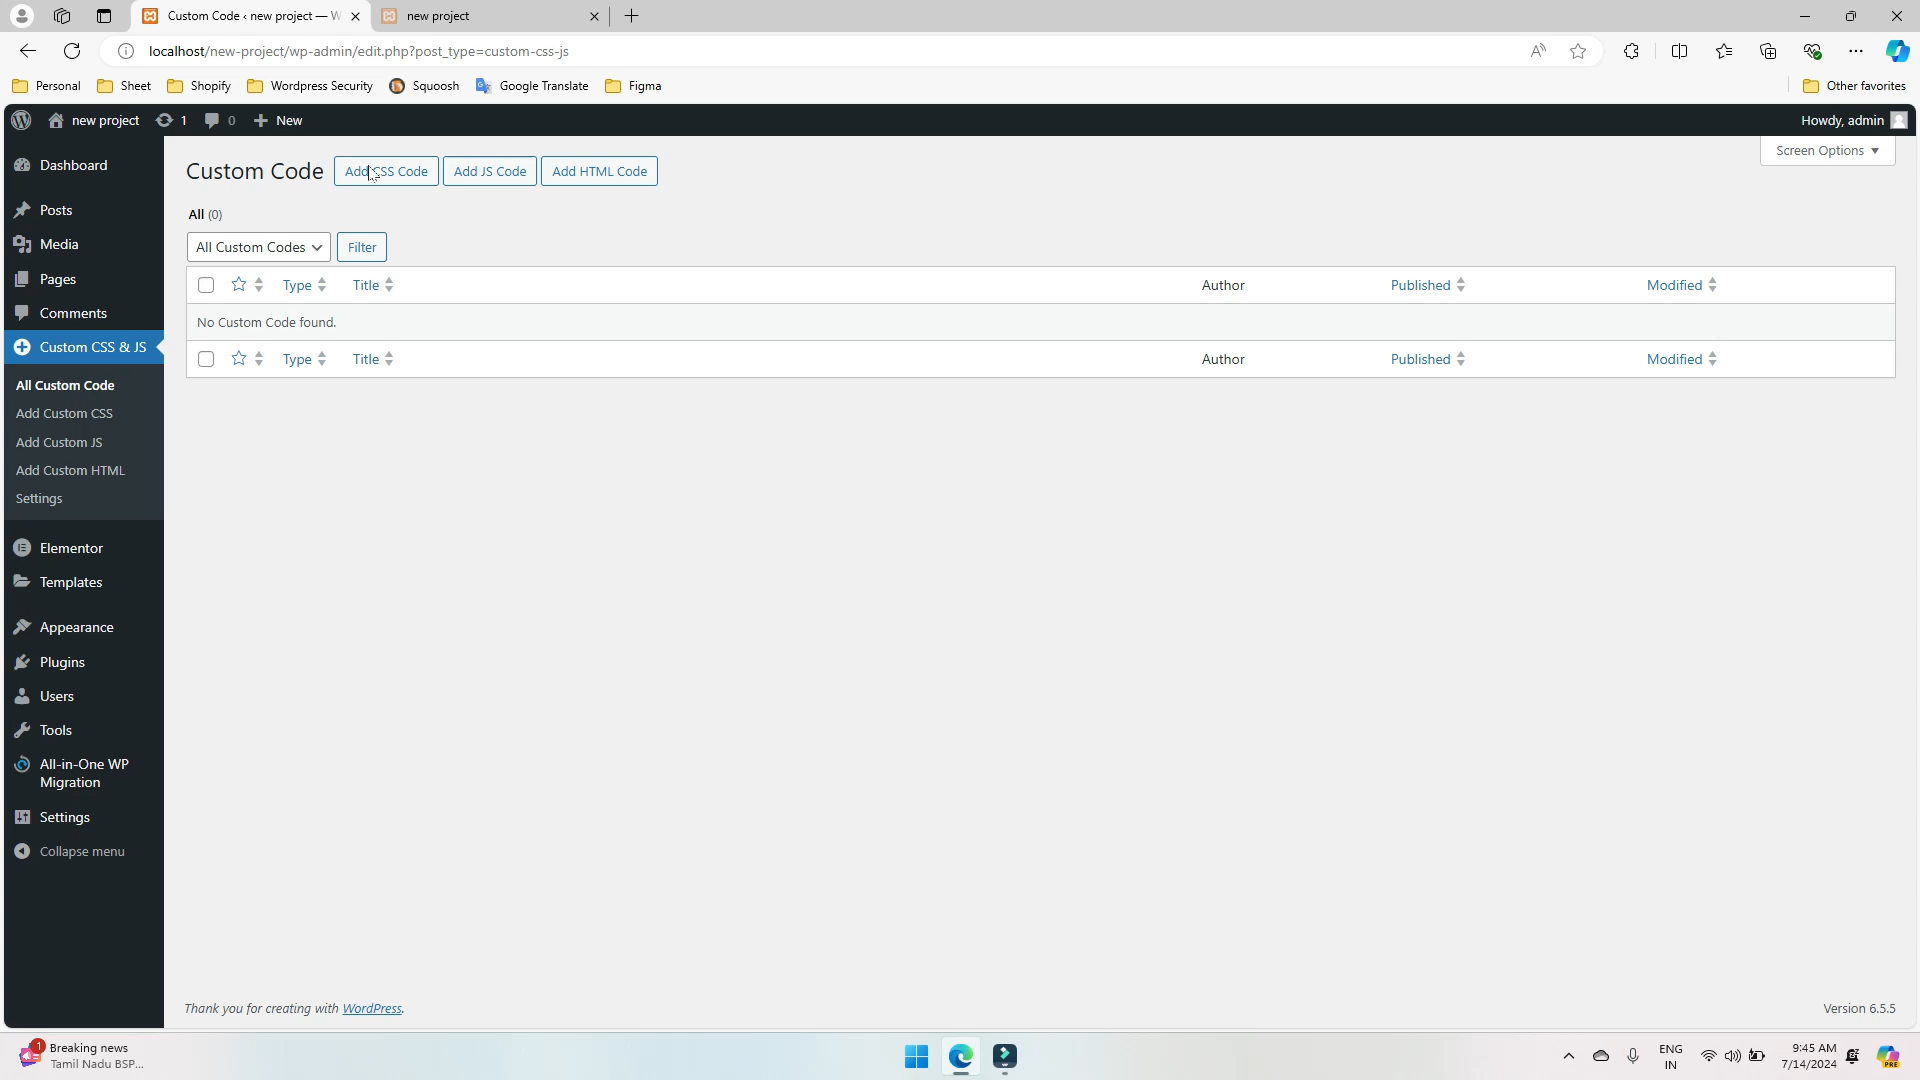 Custom Code ‹ new project — W
new project
localhost/new-project/wp-admin/edit.php?post_type=custom-css-js
Personal
Sheet
Shopify
Wordpress Security
Squoosh
Google Translate
Figma
Other favorites
new project
1
0
New
Howdy, admin
Dashboard
Posts
Media
Pages
Comments
Custom CSS & JS
All Custom Code
Add Custom CSS
Add Custom JS
Add Custom HTML
Settings
Elementor
Templates
Appearance
Plugins
Users
Tools
All-in-One WP
Migration
Settings
Collapse menu
Custom Code
Add CSS Code
Add JS Code
Add HTML Code
Screen Options
All (0)
All Custom Codes
Filter
Type
Title
Author
Published
Modified
No Custom Code found.
Type
Title
Author
Published
Modified
Thank you for creating with WordPress.
Version 6.5.5
1
Breaking news
Tamil Nadu BSP...
ENG
IN
9:45 AM
7/14/2024
PRE